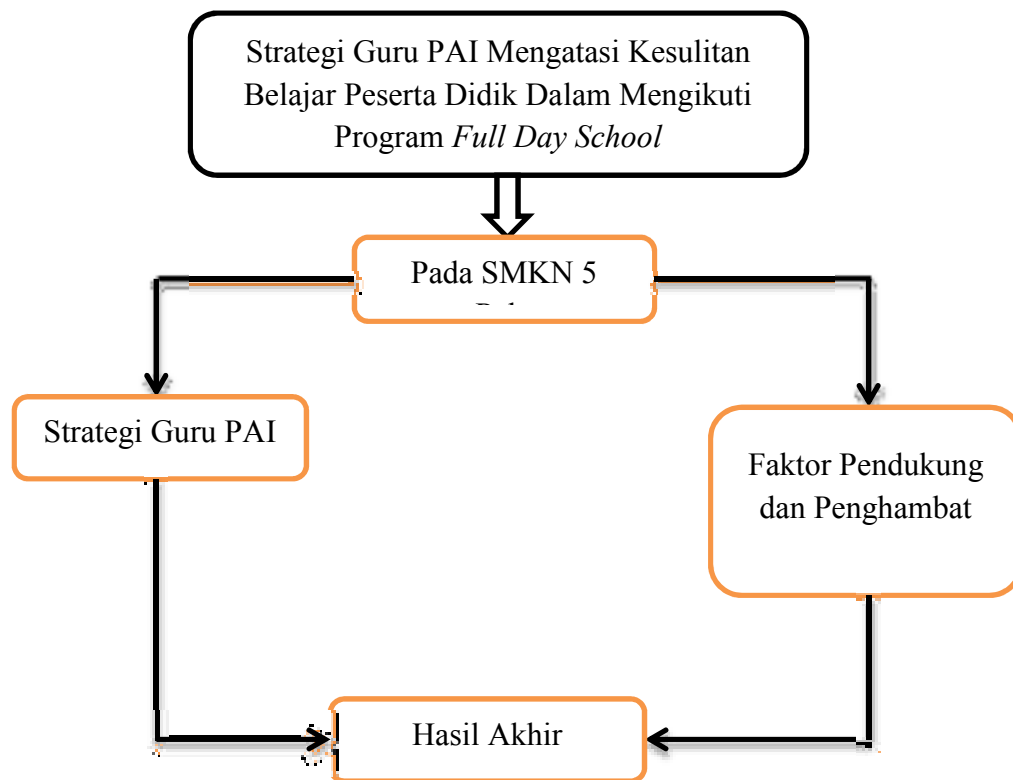 Strategi Guru PAI Mengatasi Kesulitan
Belajar Peserta Didik Dalam Mengikuti
Program Full Day School
Pada SMKN 5
Strategi Guru PAI
Faktor Pendukung
dan Penghambat
Hasil Akhir